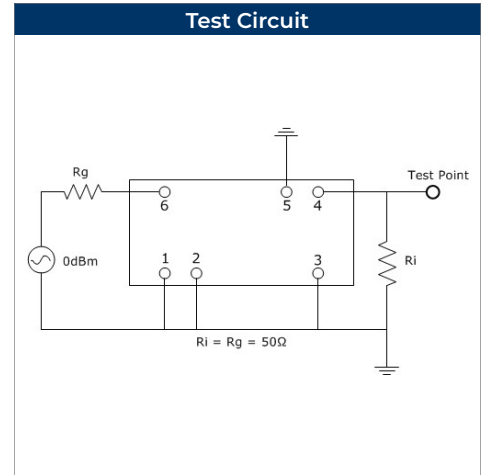 Test Circuit
Rg
Test Point
6
5 4
0dBm
1 2
3
Ri
Ri = Rg = 50Ω